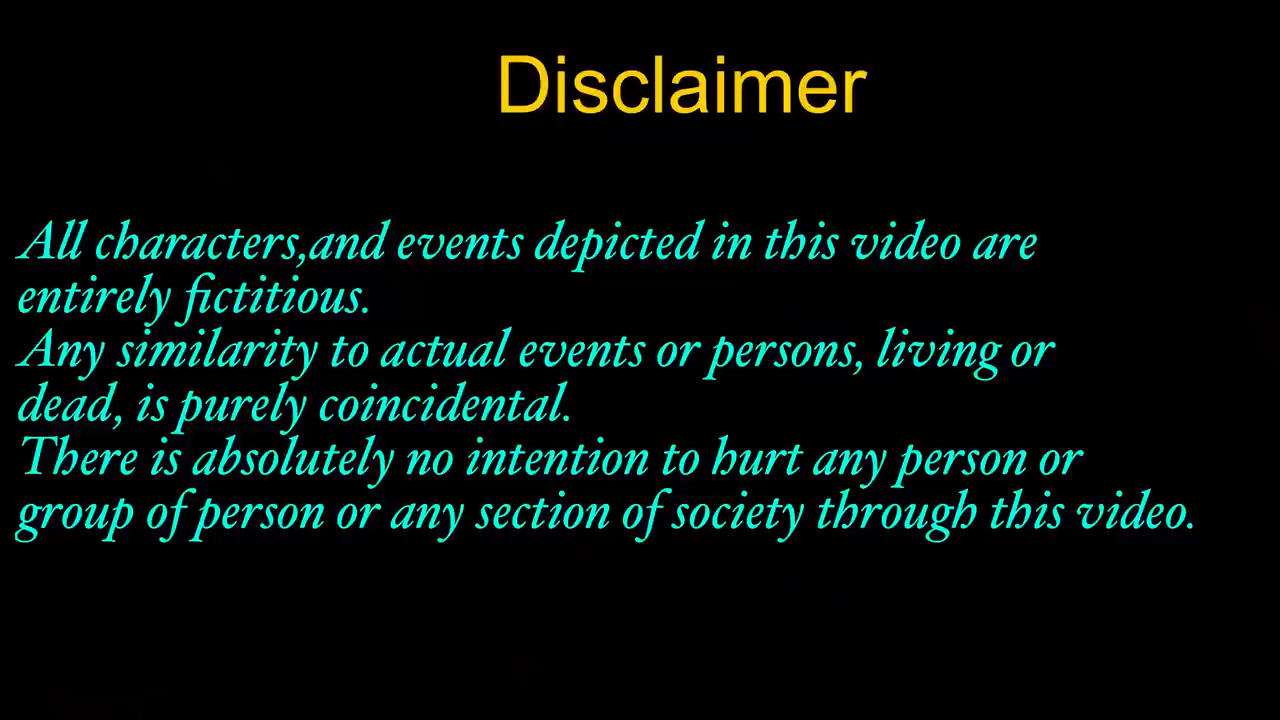 Disclaimer
All characters,and events depicted in this video are
entirely fictitious.
Any similarity to actual events or persons, living or
dead, is purely coincidental.
There is absolutely no intention to hurt any person or
group of person or any section of society through this video.